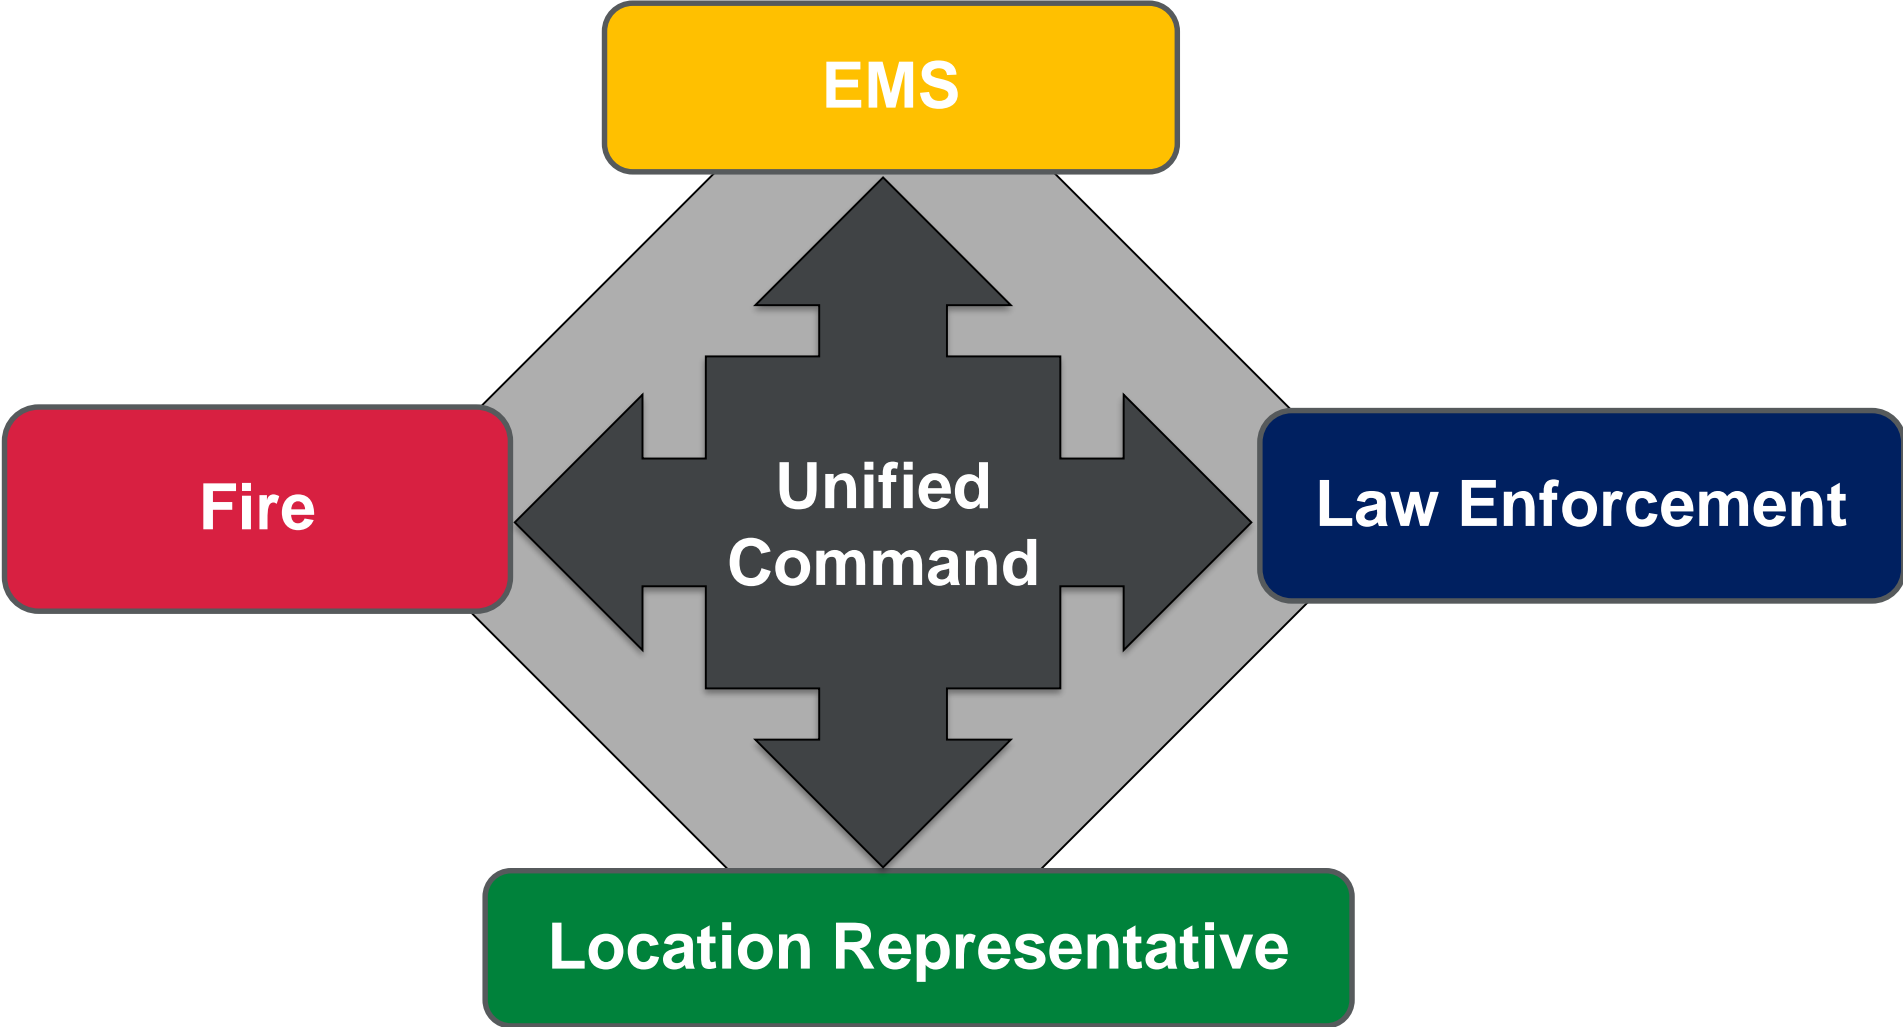 EMS
Fire
Unified
Command
Law Enforcement
Location Representative